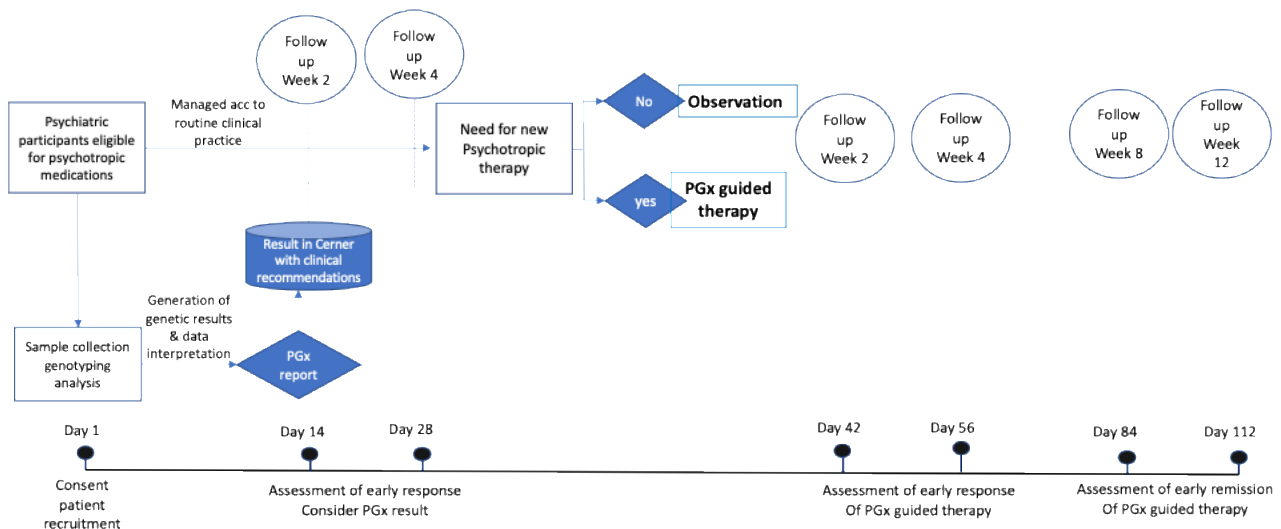 Follow
up
Week 2
Follow
up
Week 4
Managed acc to
routine clinical
practice
Psychiatric
participants eligible
for psychotropic
medications
Need for new
Psychotropic
therapy
No
Observation
yes
PGx guided
therapy
Follow
up
Week 2
Follow
up
Week 4
Follow
up
Week 8
Follow
up
Week
12
Result in Cerner
with clinical
recommendations
Generation of
genetic results
& data
interpretation
Sample collection
genotyping
analysis
PGx
report
Day 1
Day 14
Day 28
Day 42
Day 56
Day 84
Day 112
Consent
patient
recruitment
Assessment of early response
Consider PGx result
Assessment of early response
Of PGx guided therapy
Assessment of early remission
Of PGx guided therapy